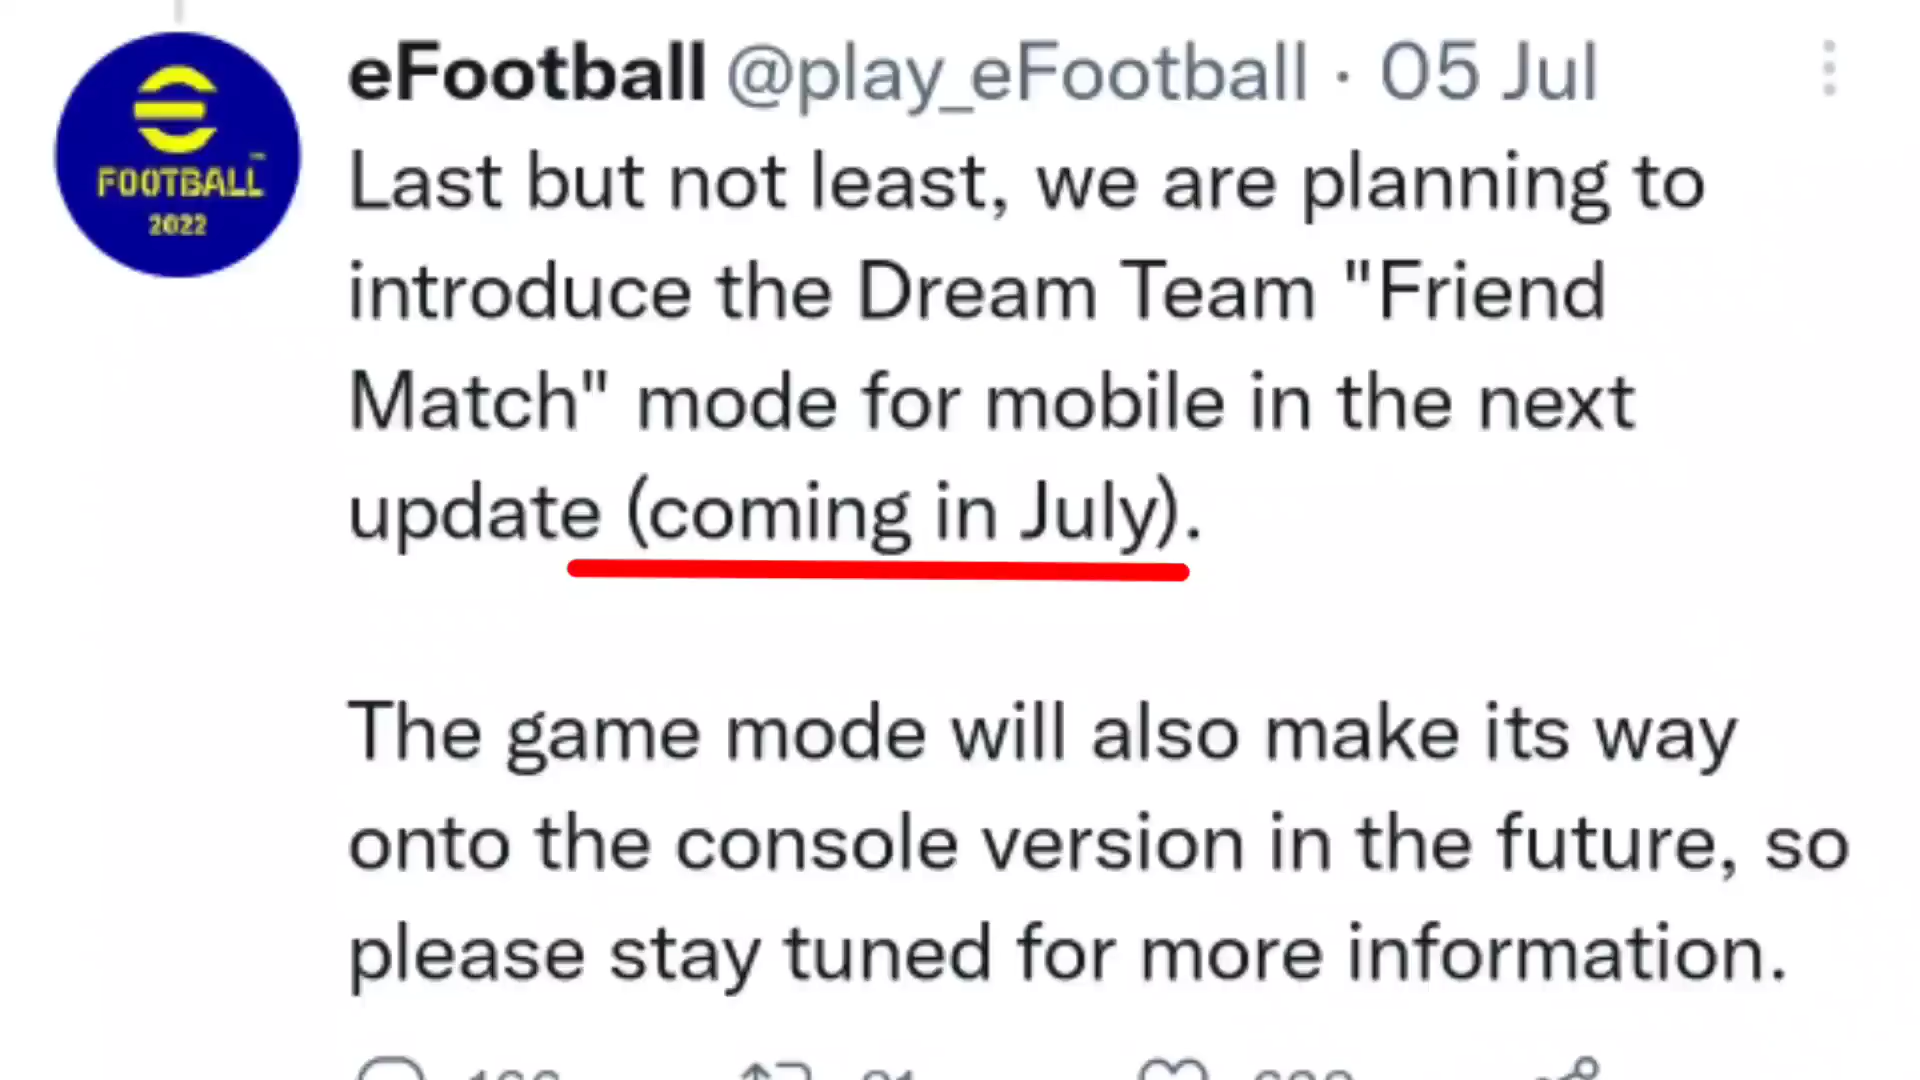 eFootball @play_eFootball · 05 Jul
FOOTBALL
2022
Last but not least, we are planning to
introduce the Dream Team "Friend
Match" mode for mobile in the next
update (coming in July).
The game mode will also make its way
onto the console version in the future, so
please stay tuned for more information.